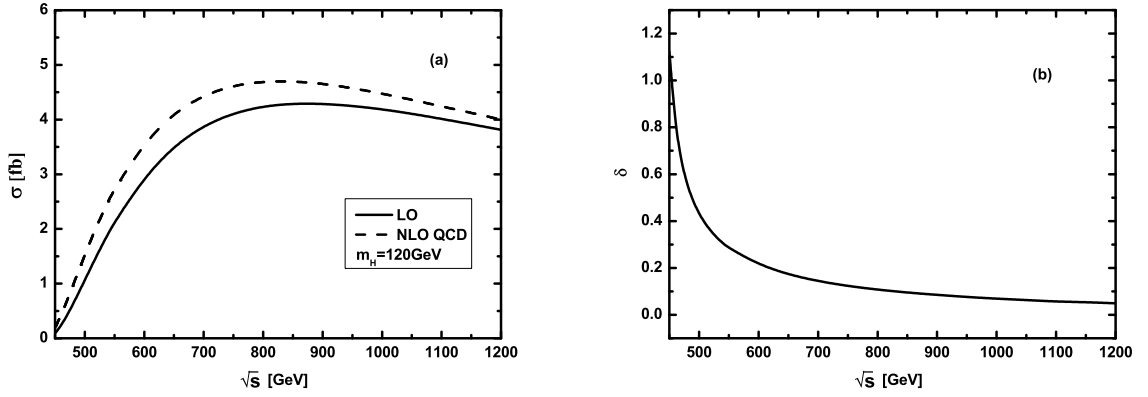 6
5
4
3
2
1
0
σ [fb]
(a)
LO
NLO QCD
m_H=120GeV
500 600 700 800 900 1000 1100 1200
√s [GeV]
1.2
1.0
0.8
0.6
0.4
0.2
0.0
δ
(b)
500 600 700 800 900 1000 1100 1200
√s [GeV]